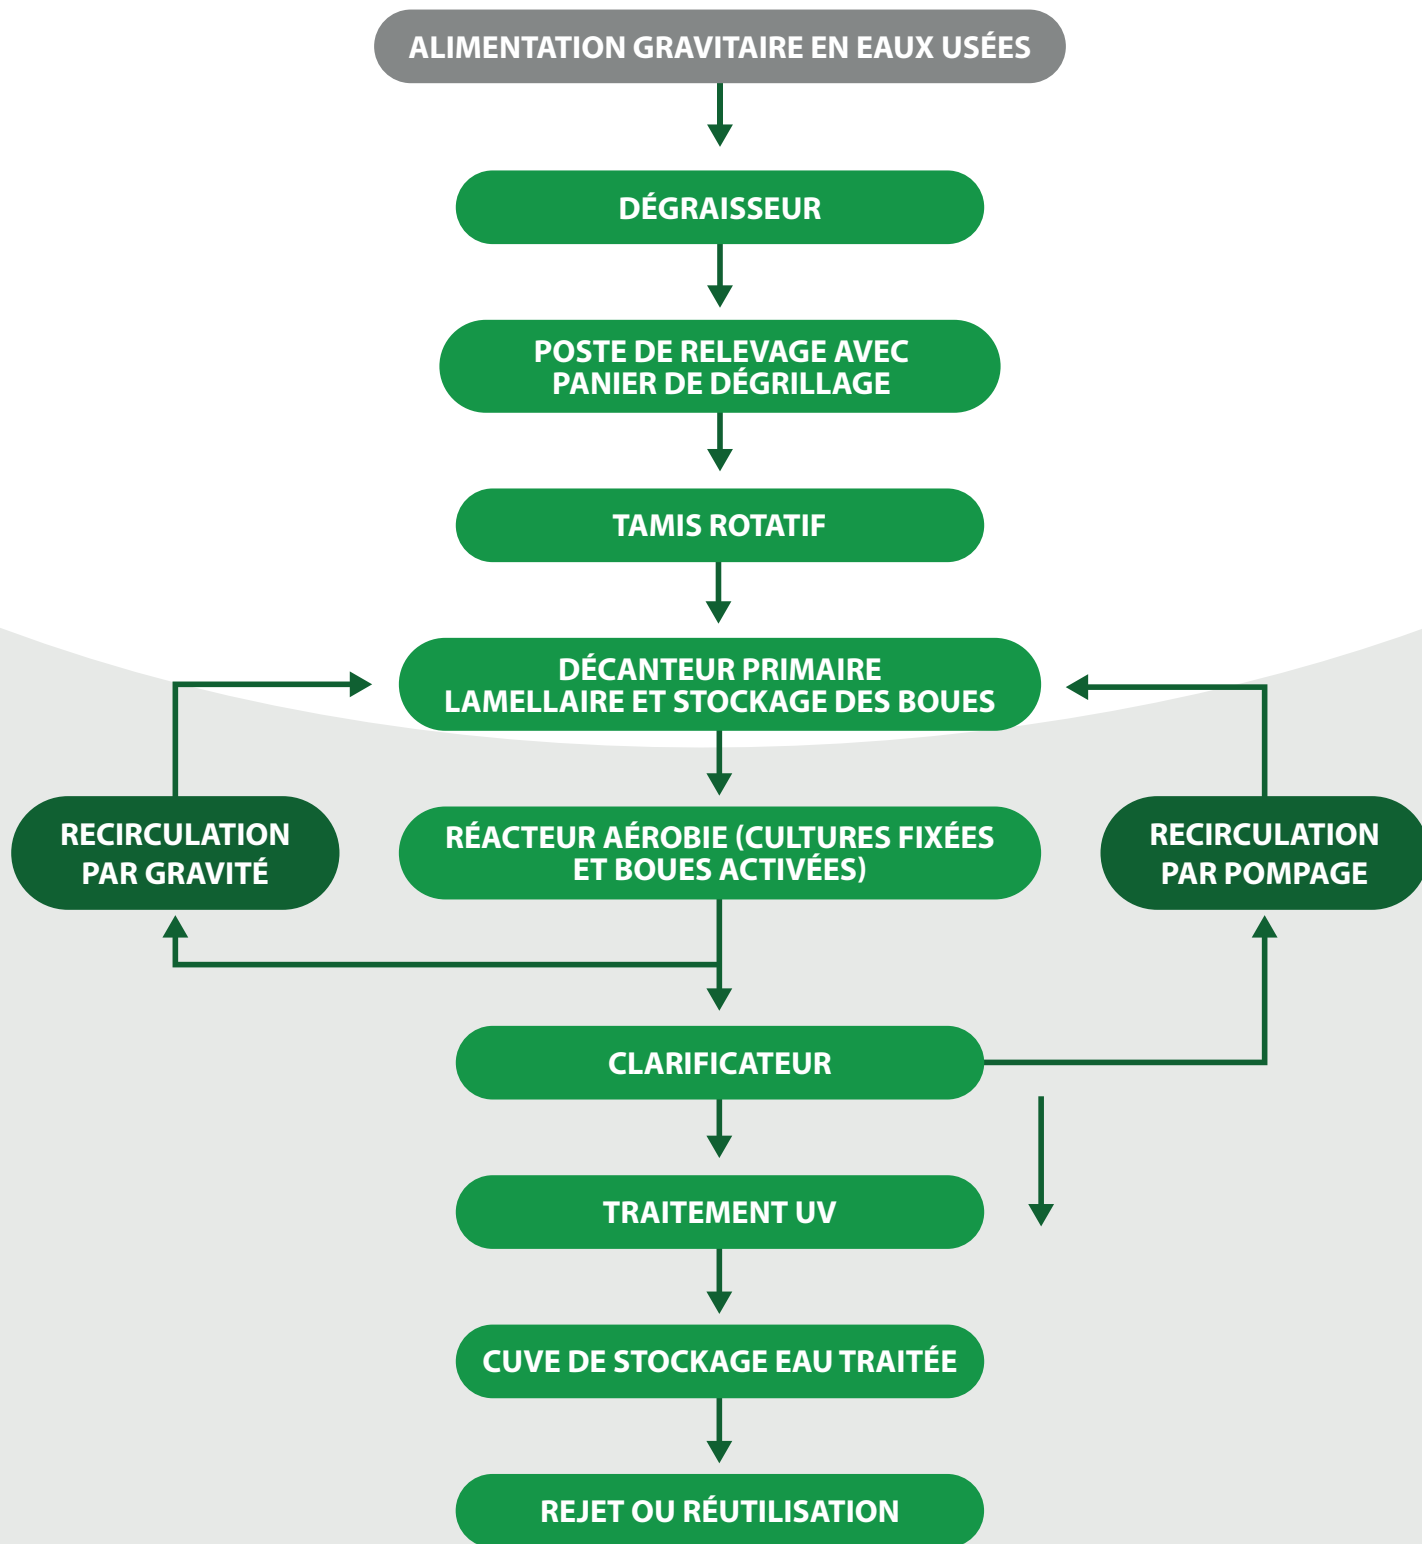 ALIMENTATION GRAVITAIRE EN EAUX USÉES
DÉGRAISSEUR
POSTE DE RELEVAGE AVEC
PANIER DE DÉGRILLAGE
TAMIS ROTATIF
DÉCANTEUR PRIMAIRE
LAMELLAIRE ET STOCKAGE DES BOUES
RECIRCULATION
PAR GRAVITÉ
RÉACTEUR AÉROBIE (CULTURES FIXÉES
ET BOUES ACTIVÉES)
RECIRCULATION
PAR POMPAGE
CLARIFICATEUR
TRAITEMENT UV
CUVE DE STOCKAGE EAU TRAITÉE
REJET OU RÉUTILISATION